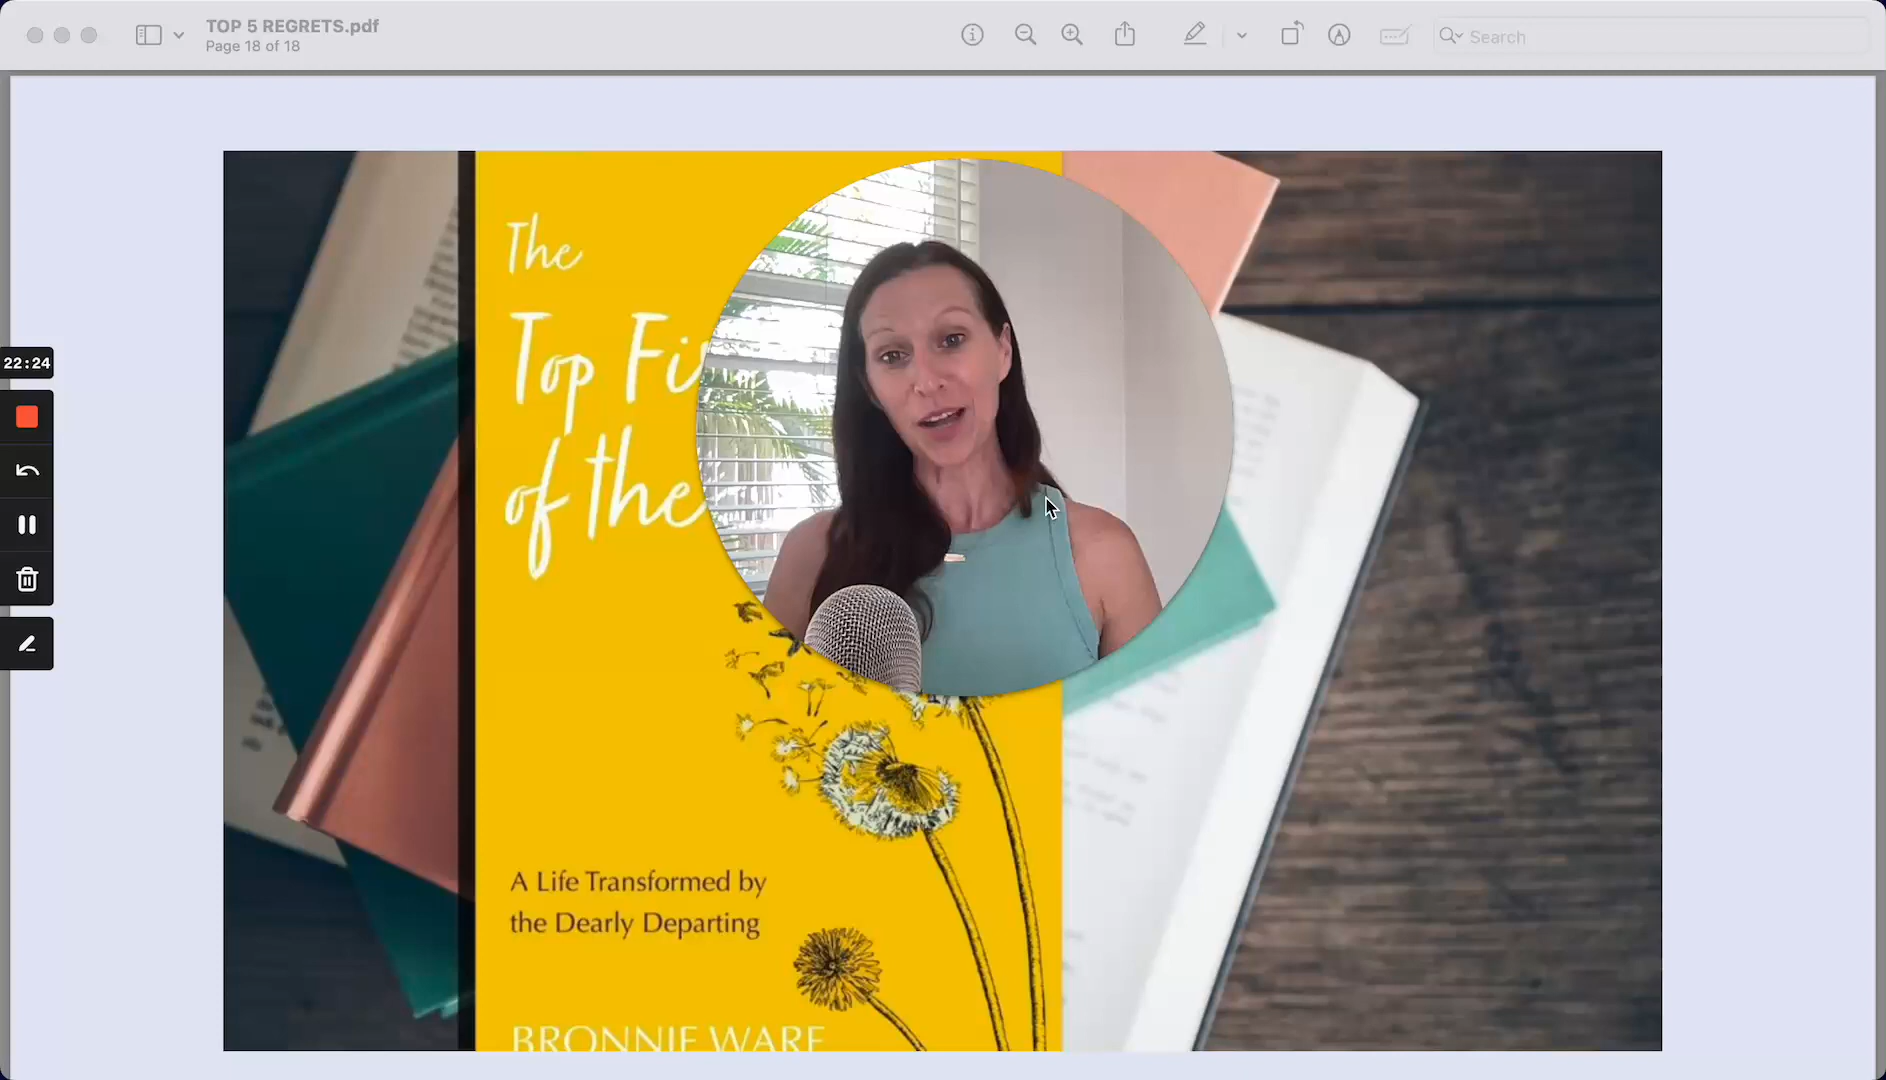 TOP 5 REGRETS.pdf
Page 18 of 18
Search
22:24
The
Top Fi
of the
A Life Transformed by
the Dearly Departing
BRONNIE WARE